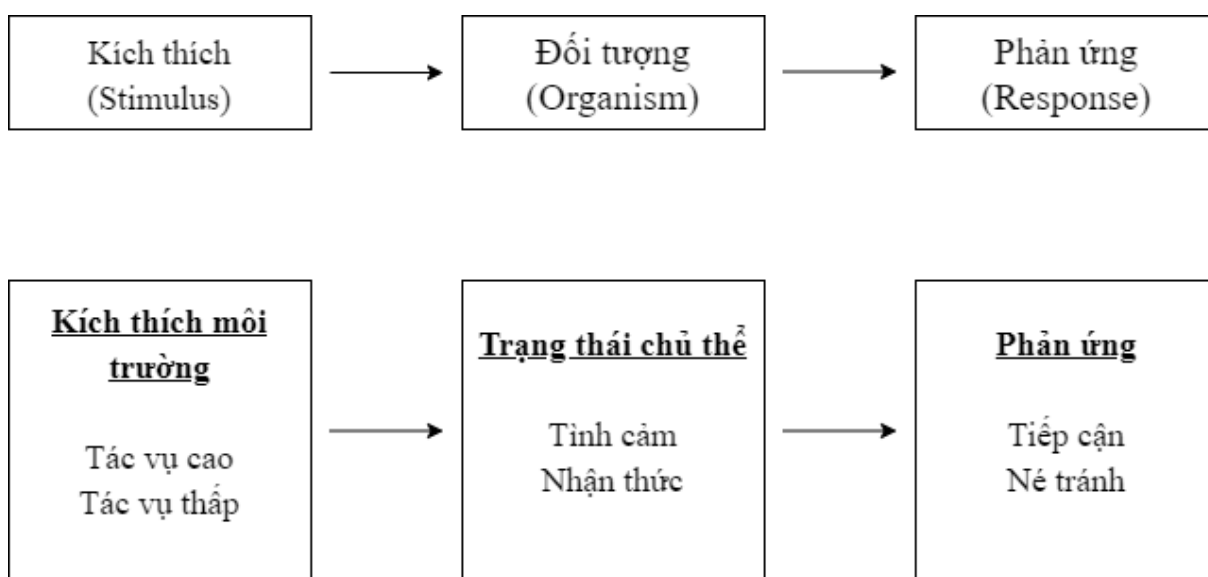 Kích thích
(Stimulus)
Đối tượng
(Organism)
Phản ứng
(Response)
Kích thích môi
trường
Tác vụ cao
Tác vụ thấp
Trạng thái chủ thể
Tình cảm
Nhận thức
Phản ứng
Tiếp cận
Né tránh